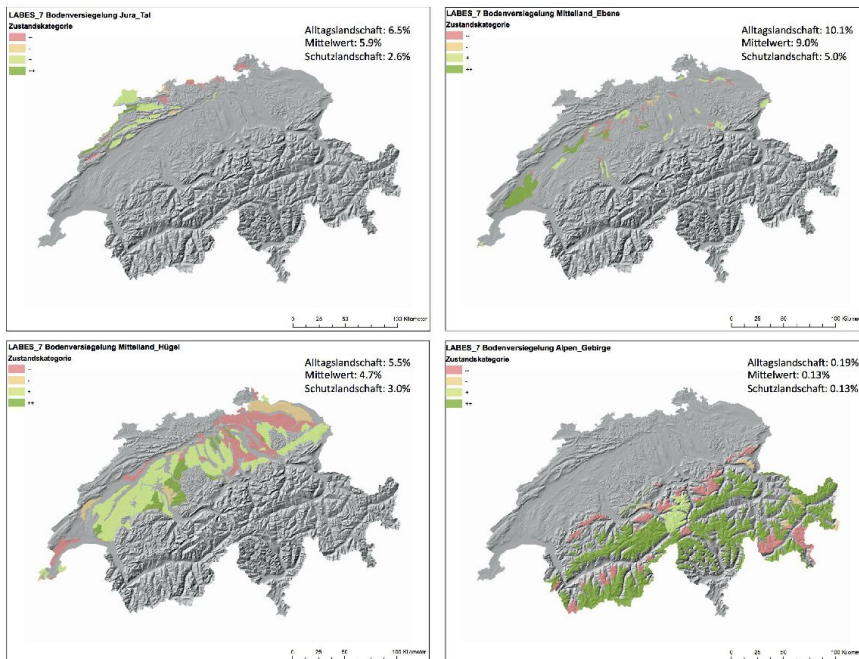 LABES_7 Bodenversiegelung Jura_Tal
Zustandskategorie
--
-
+
++
Alltagslandschaft: 6.5%
Mittelwert: 5.9%
Schutzlandschaft: 2.6%
0 25 50 100 Kilometer
LABES_7 Bodenversiegelung Mittelland_Ebene
Zustandskategorie
--
-
+
++
Alltagslandschaft: 10.1%
Mittelwert: 9.0%
Schutzlandschaft: 5.0%
0 25 50 100 Kilometer
LABES_7 Bodenversiegelung Mittelland_Hügel
Zustandskategorie
--
-
+
++
Alltagslandschaft: 5.5%
Mittelwert: 4.7%
Schutzlandschaft: 3.0%
0 25 50 100 Kilometer
LABES_7 Bodenversiegelung Alpen_Gebirge
Zustandskategorie
--
-
+
++
Alltagslandschaft: 0.19%
Mittelwert: 0.13%
Schutzlandschaft: 0.13%
0 25 50 100 Kilometer